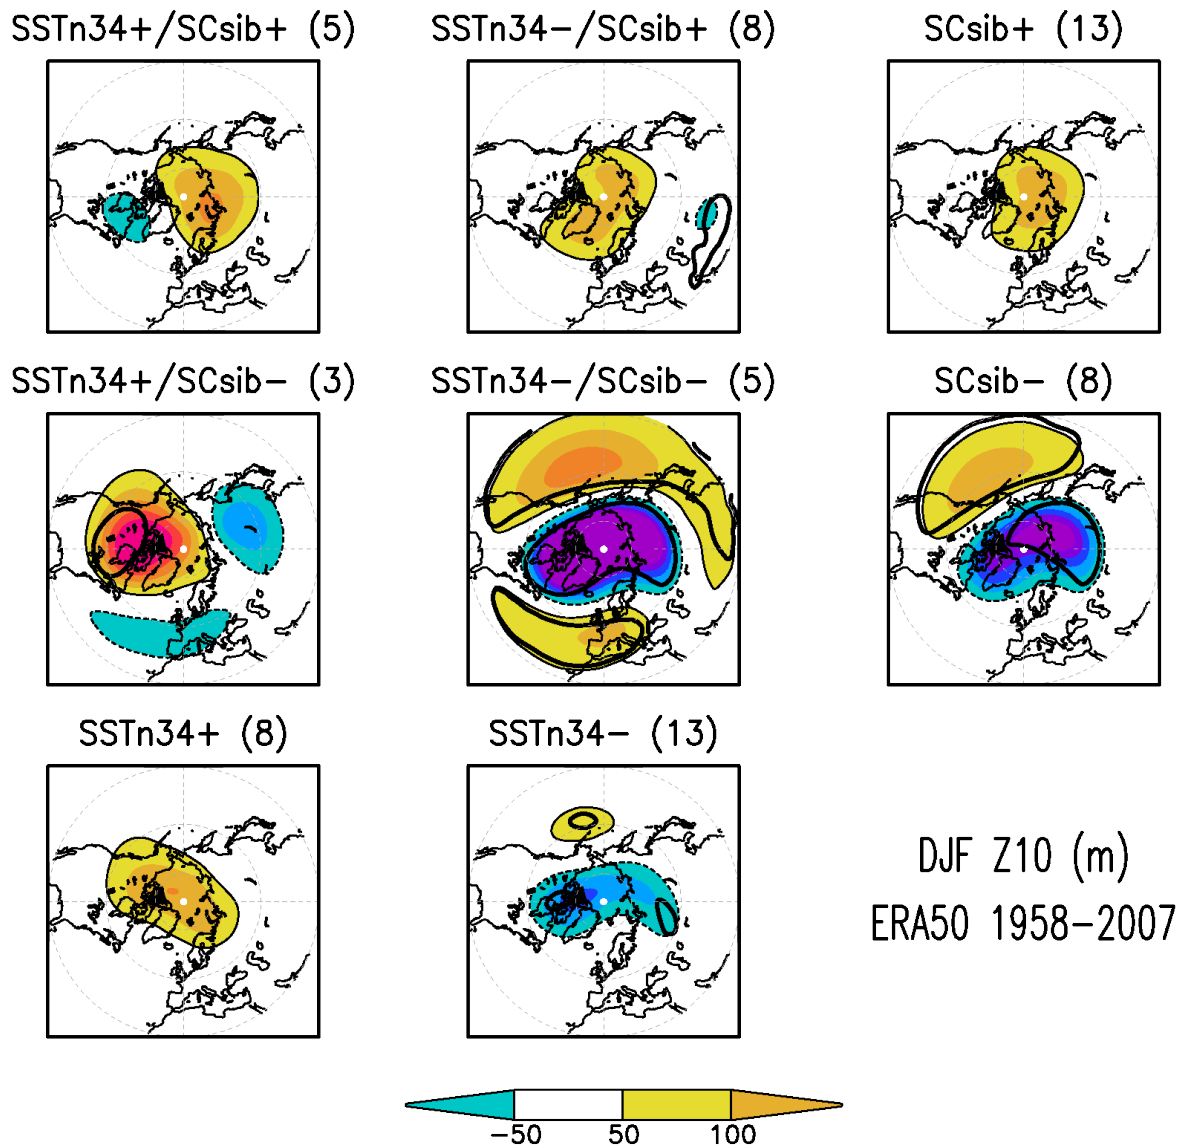 SSTn34+/SCsib+ (5)
SSTn34-/SCsib+ (8)
SCsib+ (13)
SSTn34+/SCsib- (3)
SSTn34-/SCsib- (5)
SCsib- (8)
SSTn34+ (8)
SSTn34- (13)
DJF Z10 (m)
ERA50 1958-2007
-50 50 100